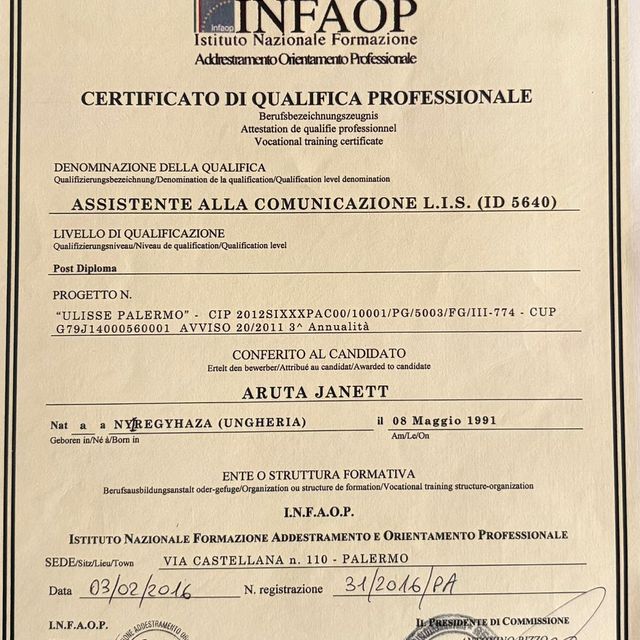 INFAOP
Infaop
Istituto Nazionale Formazione
Addrestramento Orientamento Professionale
CERTIFICATO DI QUALIFICA PROFESSIONALE
Berufsbezeichnungszeugnis
Attestation de qualifie professionnel
Vocational training certificate
DENOMINAZIONE DELLA QUALIFICA
Qualifizierungsbezeichnung/Denomination de la qualification/Qualification level denomination
ASSISTENTE ALLA COMUNICAZIONE L.I.S. (ID 5640)
LIVELLO DI QUALIFICAZIONE
Qualifizierungsniveau/Niveau de qualification/Qualification level
Post Diploma
PROGETTO N.
"ULISSE PALERMO" - CIP 2012SIXXXPAC00/10001/PG/5003/FG/III-774 - CUP
G79J14000560001 AVVISO 20/2011 3^ Annualità
CONFERITO AL CANDIDATO
Ertelt den bewerber/Attribué au candidat/Awarded to candidate
ARUTA JANETT
Nat a a NYREGYHAZA (UNGHERIA) il 08 Maggio 1991
Geboren in/Né à/Born in Am/Le/On
ENTE O STRUTTURA FORMATIVA
Berufsausbildungsanstalt oder-gefuge/Organization ou structure de formation/Vocational training structure-organization
I.N.F.A.O.P.
ISTITUTO NAZIONALE FORMAZIONE ADDESTRAMENTO E ORIENTAMENTO PROFESSIONALE
SEDE/Sitz/Lieu/Town VIA CASTELLANA n. 110 - PALERMO
Data 03/02/2016 N. registrazione 31/2016/PA
I.N.F.A.O.P. IL PRESIDENTE DI COMMISSIONE